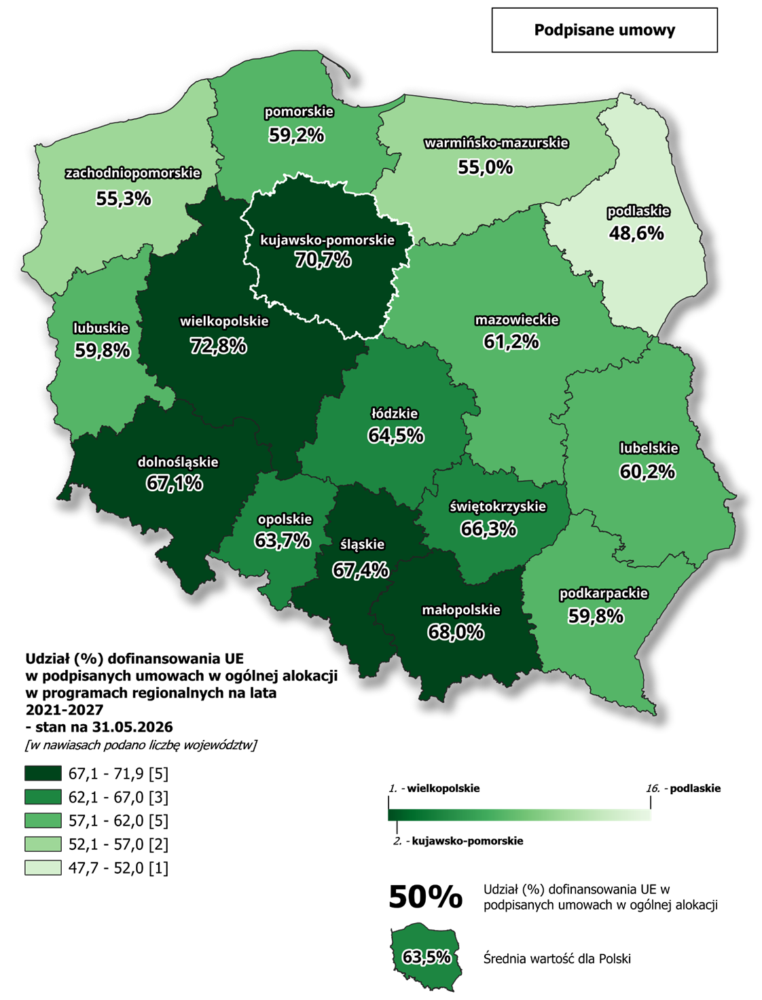 Podpisane umowy
pomorskie
59,2%
warmińsko-mazurskie
55,0%
zachodniopomorskie
55,3%
podlaskie
48,6%
kujawsko-pomorskie
70,7%
lubuskie
59,8%
wielkopolskie
72,8%
mazowieckie
61,2%
łódzkie
64,5%
lubelskie
60,2%
dolnośląskie
67,1%
świętokrzyskie
66,3%
opolskie
63,7%
śląskie
67,4%
małopolskie
68,0%
podkarpackie
59,8%
Udział (%) dofinansowania UE
w podpisanych umowach w ogólnej alokacji
w programach regionalnych na lata
2021-2027
- stan na 31.05.2026
[w nawiasach podano liczbę województw]
67,1 - 71,9 [5]
62,1 - 67,0 [3]
57,1 - 62,0 [5]
52,1 - 57,0 [2]
47,7 - 52,0 [1]
1. - wielkopolskie
16. - podlaskie
2. - kujawsko-pomorskie
50%
Udział (%) dofinansowania UE w
podpisanych umowach w ogólnej alokacji
63,5%
Średnia wartość dla Polski